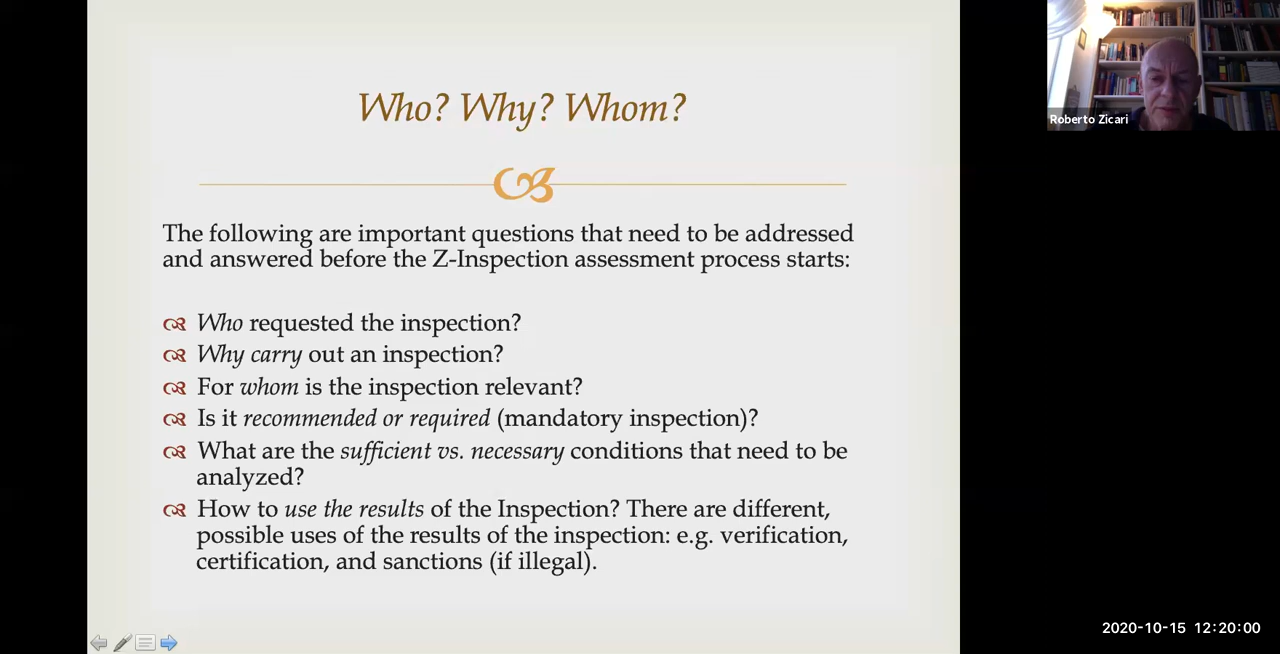 Who? Why? Whom?
The following are important questions that need to be addressed
and answered before the Z-Inspection assessment process starts:
Who requested the inspection?
Why carry out an inspection?
For whom is the inspection relevant?
Is it recommended or required (mandatory inspection)?
What are the sufficient vs. necessary conditions that need to be
analyzed?
How to use the results of the Inspection? There are different,
possible uses of the results of the inspection: e.g. verification,
certification, and sanctions (if illegal).
Roberto Zicari
2020-10-15 12:20:00